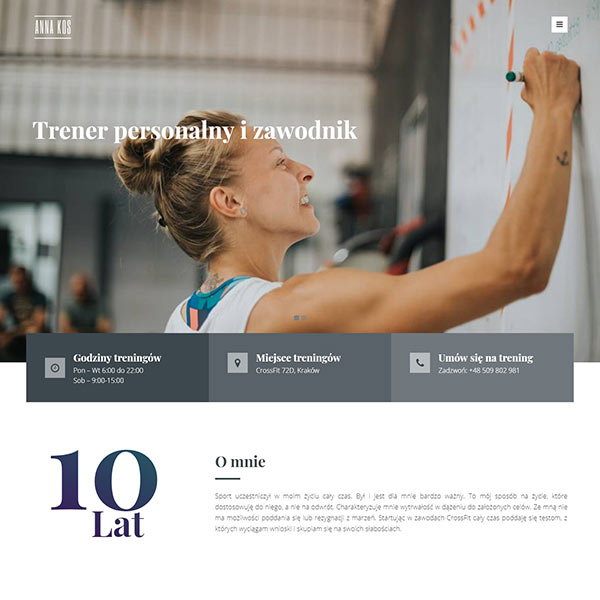 ANNA KOS
Trener personalny i zawodnik
Godziny treningów
Pon – Wt 6:00 do 22:00
Sob – 9:00-15:00
Miejsce treningów
CrossFit 72D, Kraków
Umów się na trening
Zadzwoń: +48 509 802 981
10
Lat
O mnie
Sport uczestniczył w moim życiu cały czas. Był i jest dla mnie bardzo ważny. To mój sposób na życie, które
dostosowuję do niego, a nie na odwrót. Charakteryzuje mnie wytrwałość w dążeniu do założonych celów. Ze mną nie
ma możliwości poddania się lub rezygnacji z marzeń. Startując w zawodach CrossFit cały czas poddaję się testom, z
których wyciągam wnioski i skupiam się na swoich słabościach.